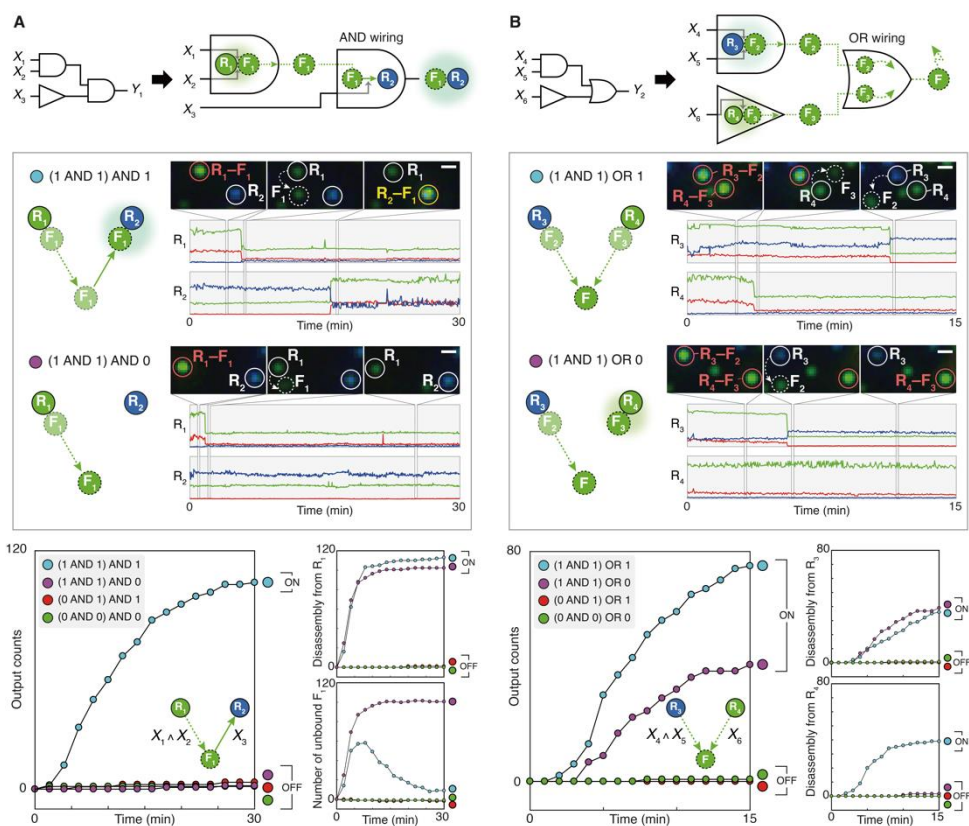 A
X1
X2
X3
Y1
X1
X2
X3
R1
F1
F1
AND wiring
F1
R2
F1
R2
(1 AND 1) AND 1
R1
F1
F1
R2
F1
R1–F1
R2
R1
F1
R2
R1
R2–F1
R1
R2
0
Time (min)
30
(1 AND 1) AND 0
R1
F1
R2
F1
R1–F1
R2
R1
F1
R1
R2
R1
R2
0
Time (min)
30
120
(1 AND 1) AND 1
(1 AND 1) AND 0
(0 AND 1) AND 1
(0 AND 0) AND 0
ON
Output counts
R1
R2
X1 ∧ X2
X3
F1
OFF
0
0
Time (min)
30
120
Disassembly from R1
ON
OFF
0
120
Number of unbound F1
0
0
Time (min)
30
B
X4
X5
X6
Y2
X4
X5
R3
F2
F2
OR wiring
X6
R4
F3
F3
F2
F3
F
(1 AND 1) OR 1
R3
R4
F2
F3
F
R3–F2
R4–F3
F3
R4
R3
R4
F2
R3
R4
0
Time (min)
15
(1 AND 1) OR 0
R3
R4
F2
F3
F
R3–F2
R4–F3
R3
F2
R3
R4–F3
R3
R4
0
Time (min)
15
80
(1 AND 1) OR 1
(1 AND 1) OR 0
(0 AND 1) OR 1
(0 AND 0) OR 0
ON
Output counts
R3
R4
X4 ∧ X5
X6
F
OFF
0
0
Time (min)
15
80
Disassembly from R3
ON
OFF
0
80
Disassembly from R4
ON
OFF
0
0
Time (min)
15